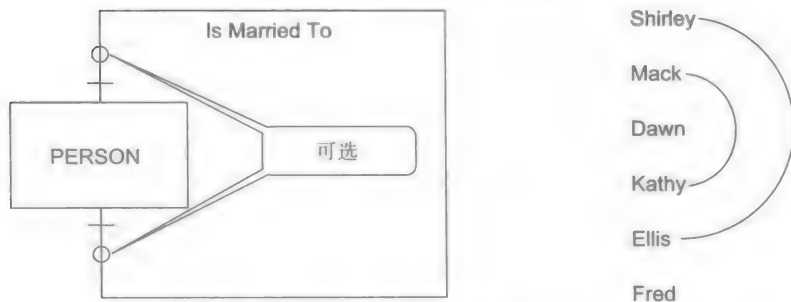 Is Married To
PERSON
可选
Shirley
Mack
Dawn
Kathy
Ellis
Fred